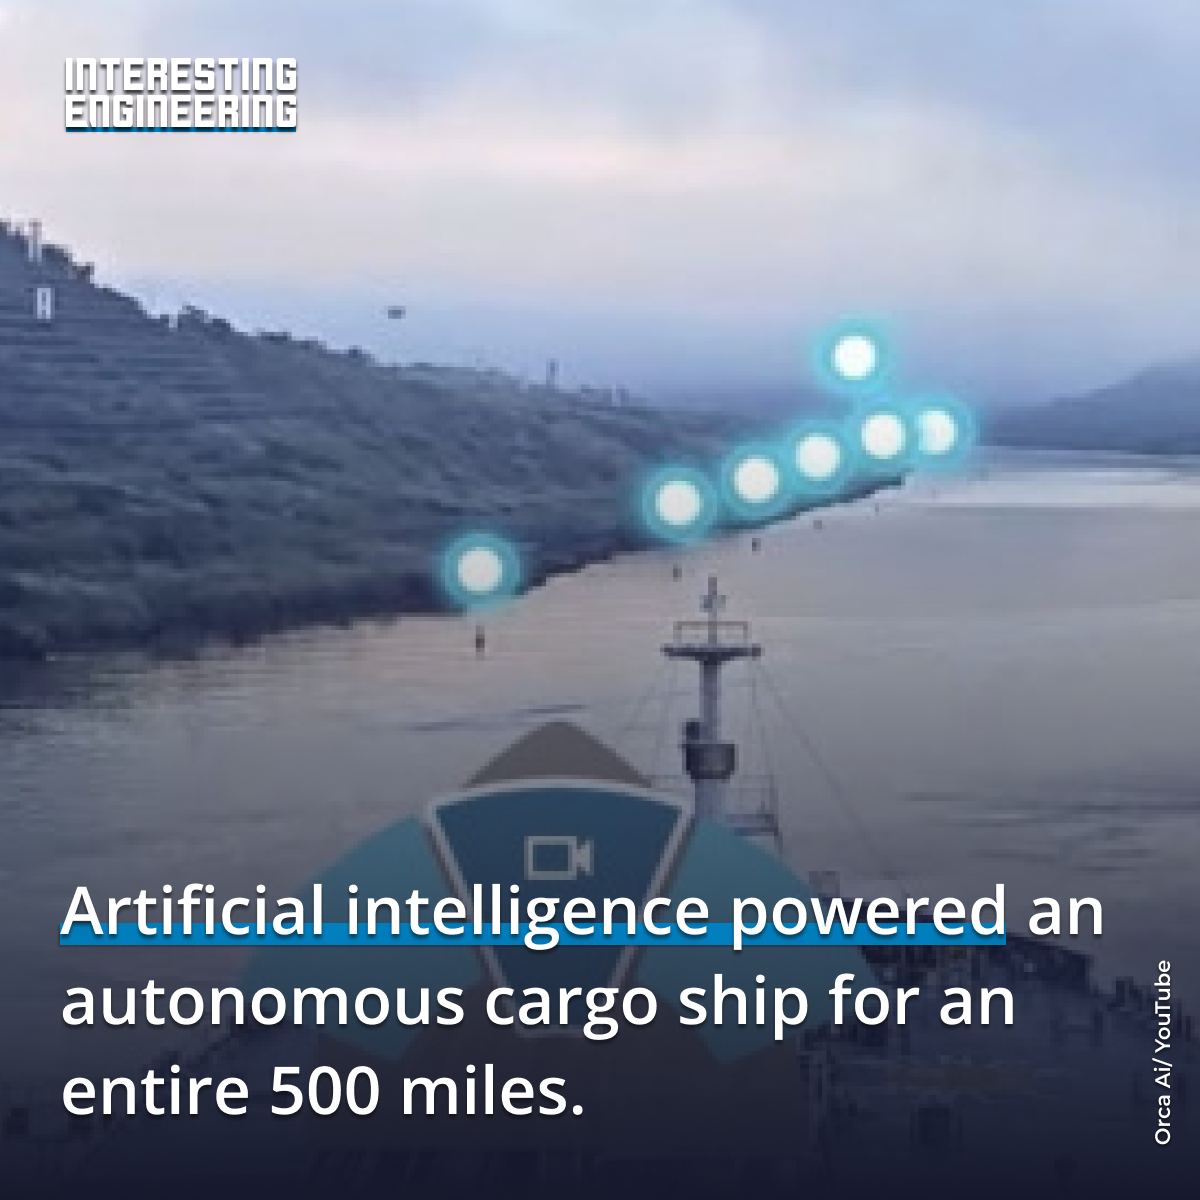 INTERESTING
ENGINEERING
Artificial intelligence powered an
autonomous cargo ship for an
entire 500 miles.
Orca Ai/ YouTube